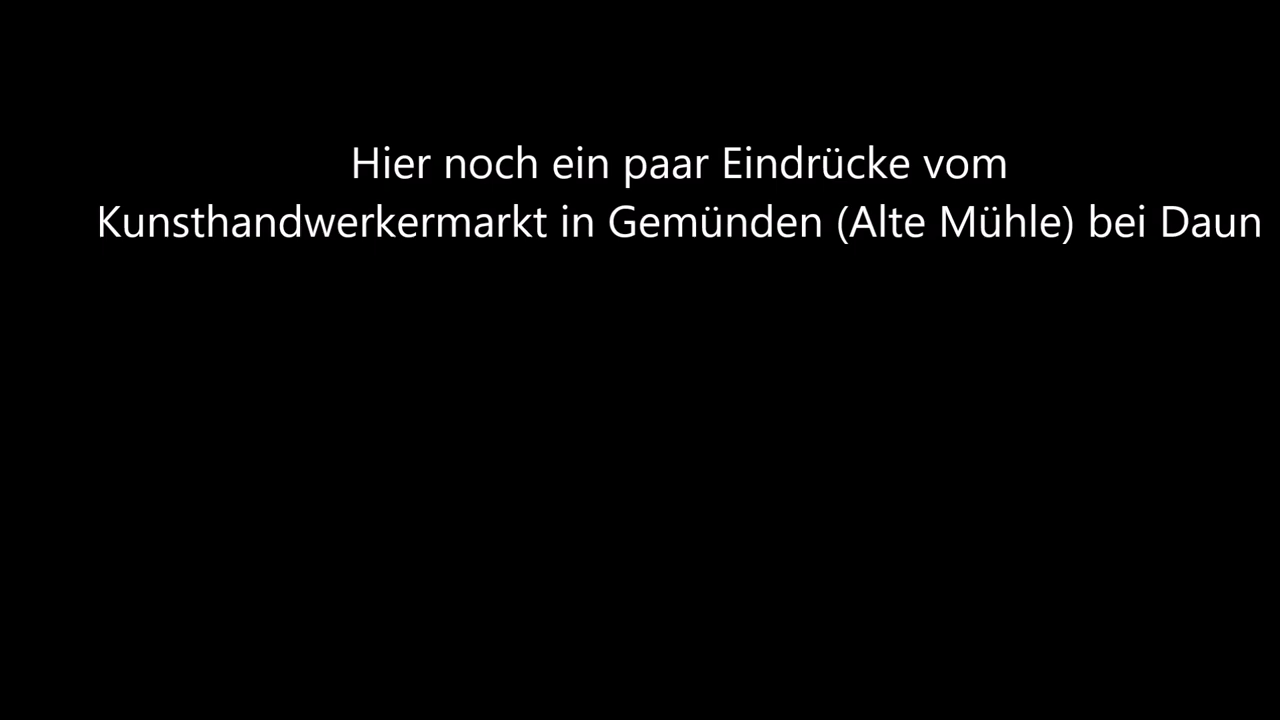 Hier noch ein paar Eindrücke vom
Kunsthandwerkermarkt in Gemünden (Alte Mühle) bei Daun